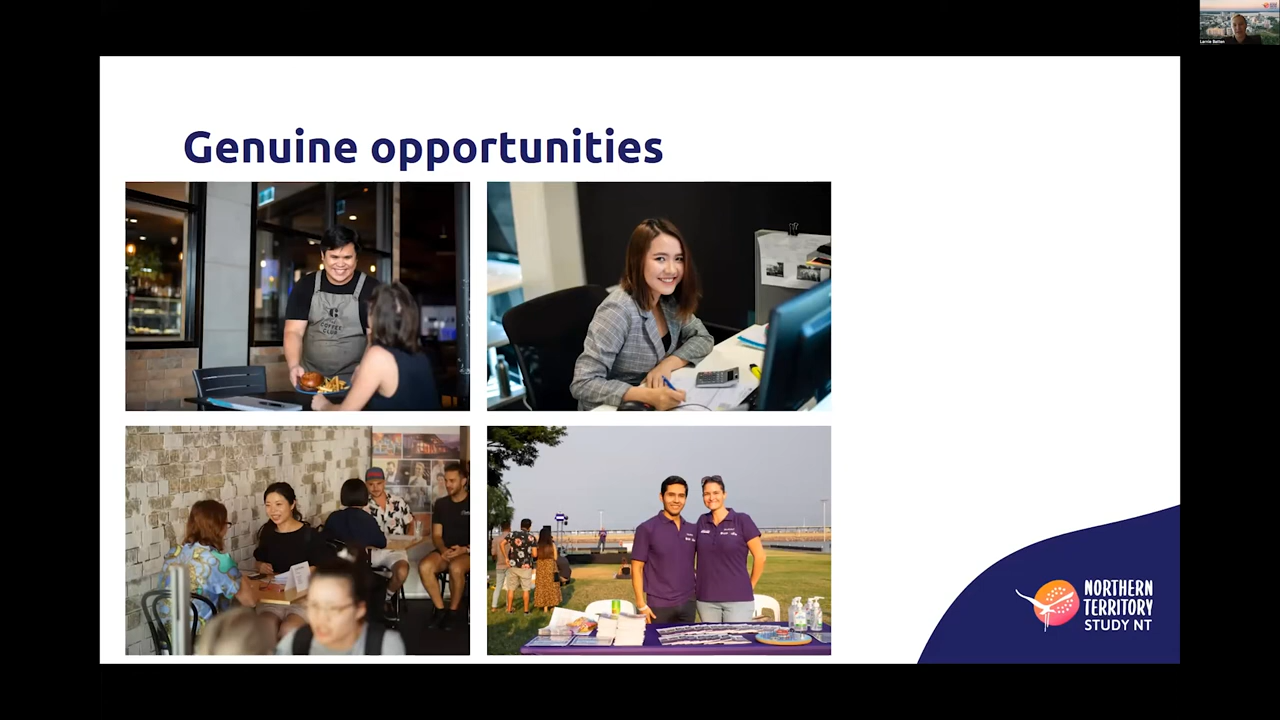 Genuine opportunities
COFFEE
CLUB
NORTHERN
TERRITORY
STUDY NT